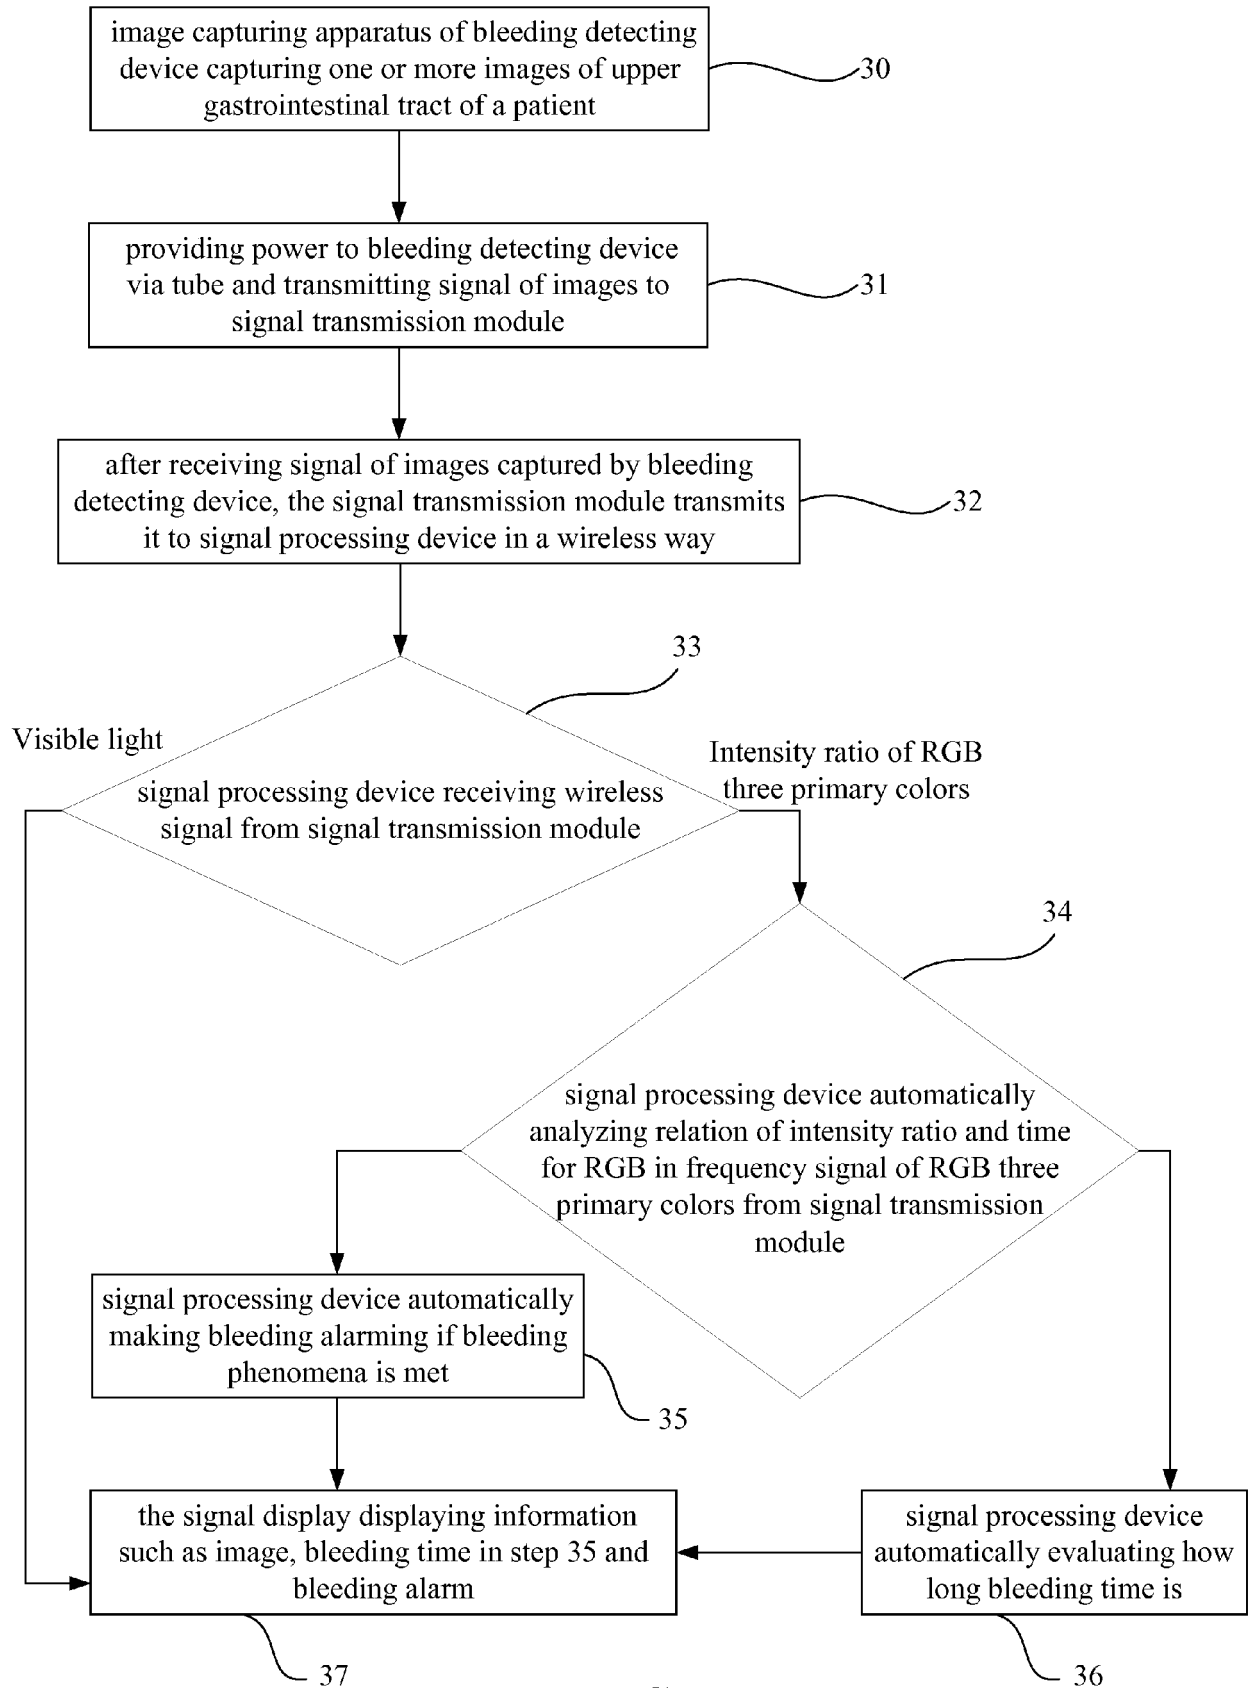 image capturing apparatus of bleeding detecting
device capturing one or more images of upper
gastrointestinal tract of a patient
30
providing power to bleeding detecting device
via tube and transmitting signal of images to
signal transmission module
31
after receiving signal of images captured by bleeding
detecting device, the signal transmission module transmits
it to signal processing device in a wireless way
32
33
Visible light
Intensity ratio of RGB
three primary colors
signal processing device receiving wireless
signal from signal transmission module
34
signal processing device automatically
analyzing relation of intensity ratio and time
for RGB in frequency signal of RGB three
primary colors from signal transmission
module
signal processing device automatically
making bleeding alarming if bleeding
phenomena is met
35
the signal display displaying information
such as image, bleeding time in step 35 and
bleeding alarm
37
signal processing device
automatically evaluating how
long bleeding time is
36